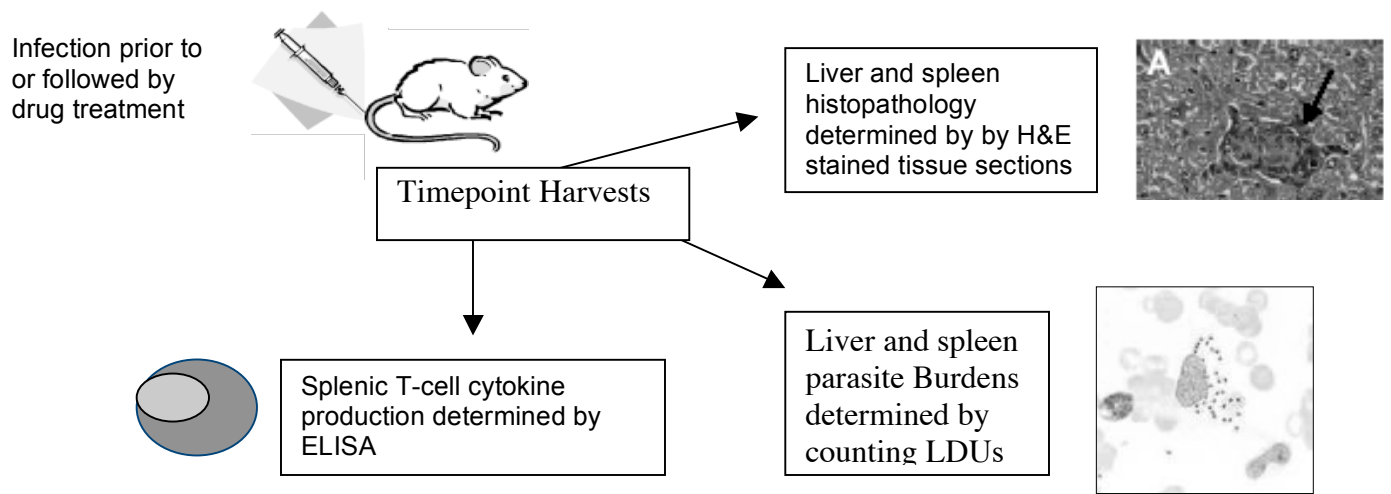 Infection prior to
or followed by
drug treatment
Timepoint Harvests
Liver and spleen
histopathology
determined by by H&E
stained tissue sections
A
Splenic T-cell cytokine
production determined by
ELISA
Liver and spleen
parasite Burdens
determined by
counting LDUs